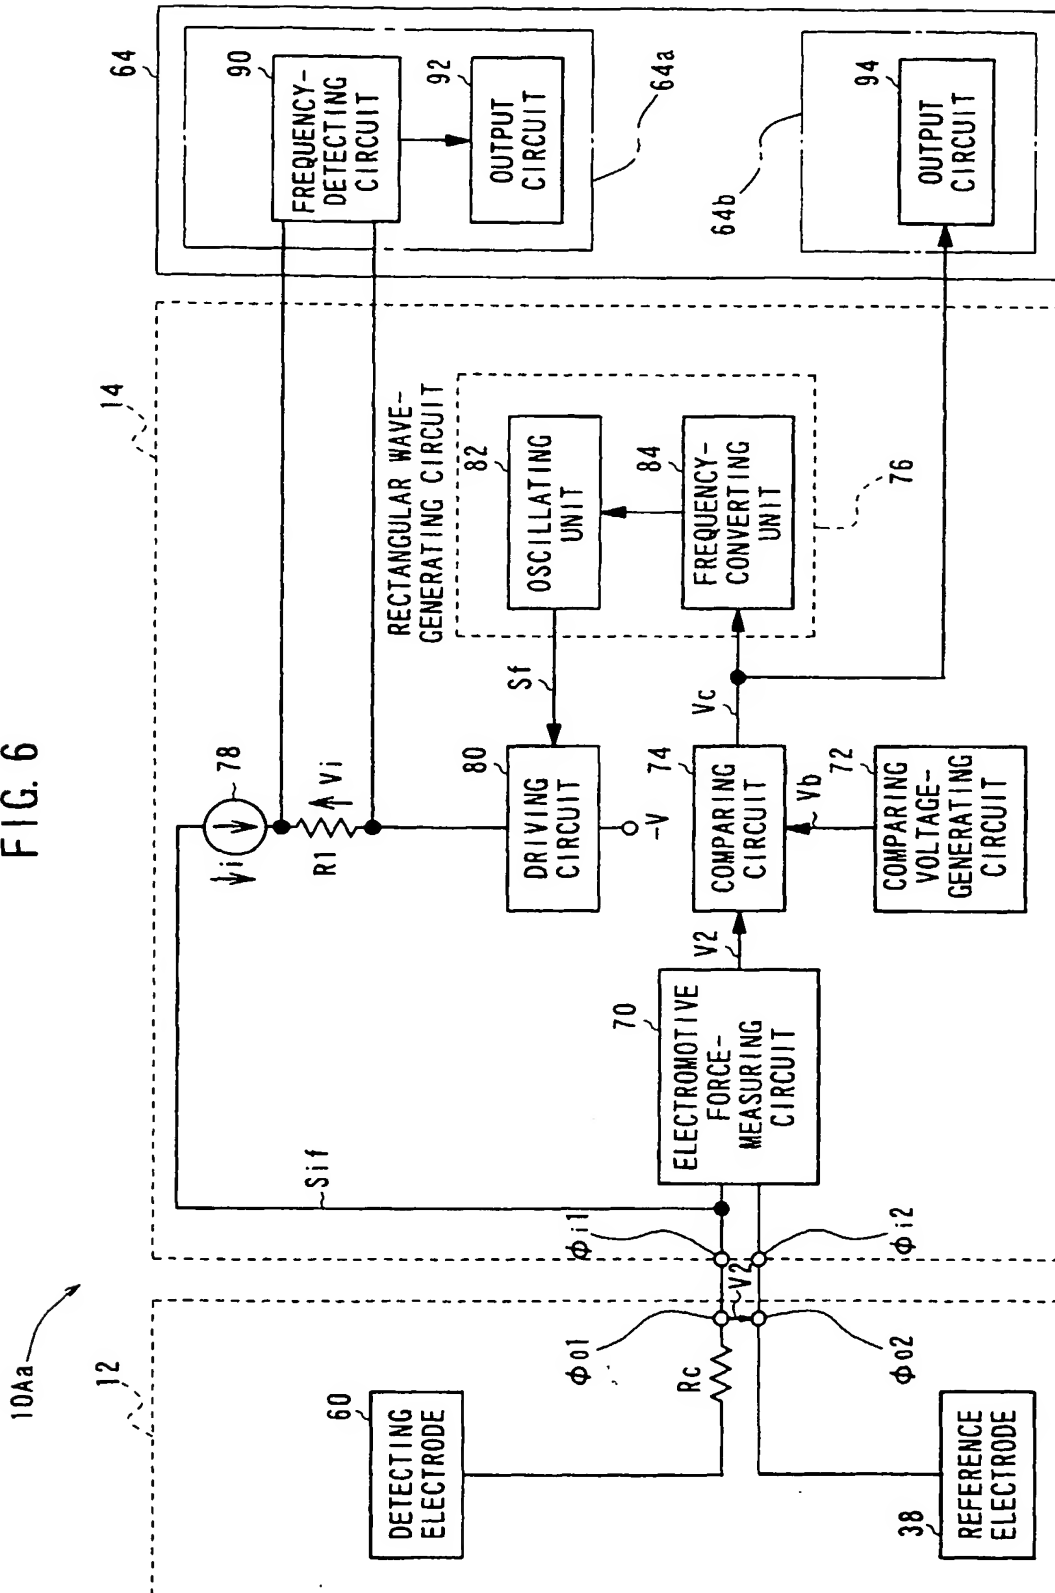 FIG. 6
10Aa
12
14
64
60
DETECTING
ELECTRODE
38
REFERENCE
ELECTRODE
Rc
ϕo1
ϕo2
V2
ϕi1
ϕi2
Sif
70
ELECTROMOTIVE
FORCE-
MEASURING
CIRCUIT
V2
i
78
R1
Vi
80
DRIVING
CIRCUIT
-V
74
COMPARING
CIRCUIT
Vb
72
COMPARING
VOLTAGE-
GENERATING
CIRCUIT
Vc
Sf
RECTANGULAR WAVE-
GENERATING CIRCUIT
82
OSCILLATING
UNIT
84
FREQUENCY-
CONVERTING
UNIT
76
90
FREQUENCY-
DETECTING
CIRCUIT
92
OUTPUT
CIRCUIT
64a
64b
94
OUTPUT
CIRCUIT